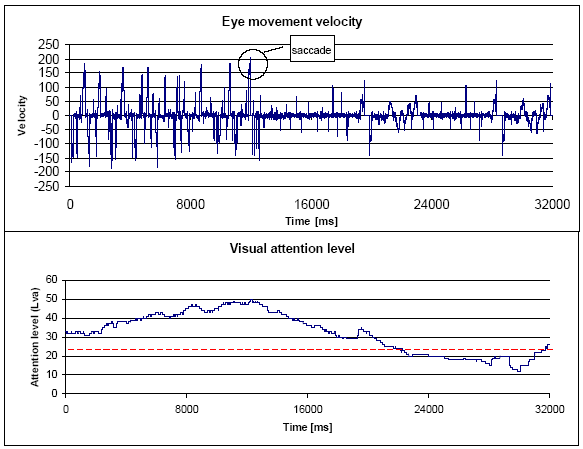 Eye movement velocity
saccade
250
200
150
100
50
0
-50
-100
-150
-200
-250
Velocity
0 8000 16000 24000 32000
Time [ms]
Visual attention level
60
50
40
30
20
10
0
Attention level (Lva)
0 8000 16000 24000 32000
Time [ms]